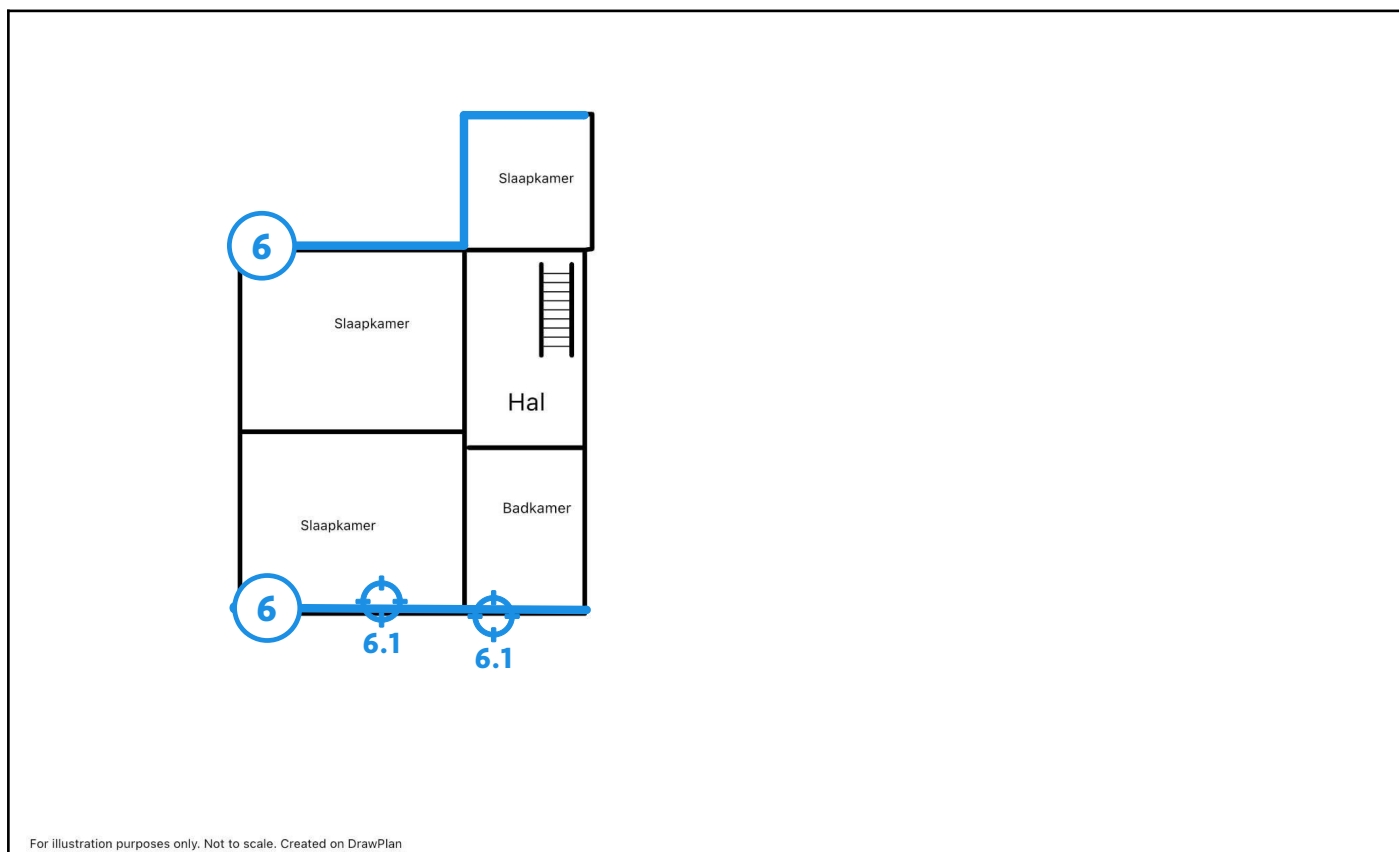 Slaapkamer
6
Slaapkamer
Hal
Badkamer
Slaapkamer
6
6.1
6.1
For illustration purposes only. Not to scale. Created on DrawPlan